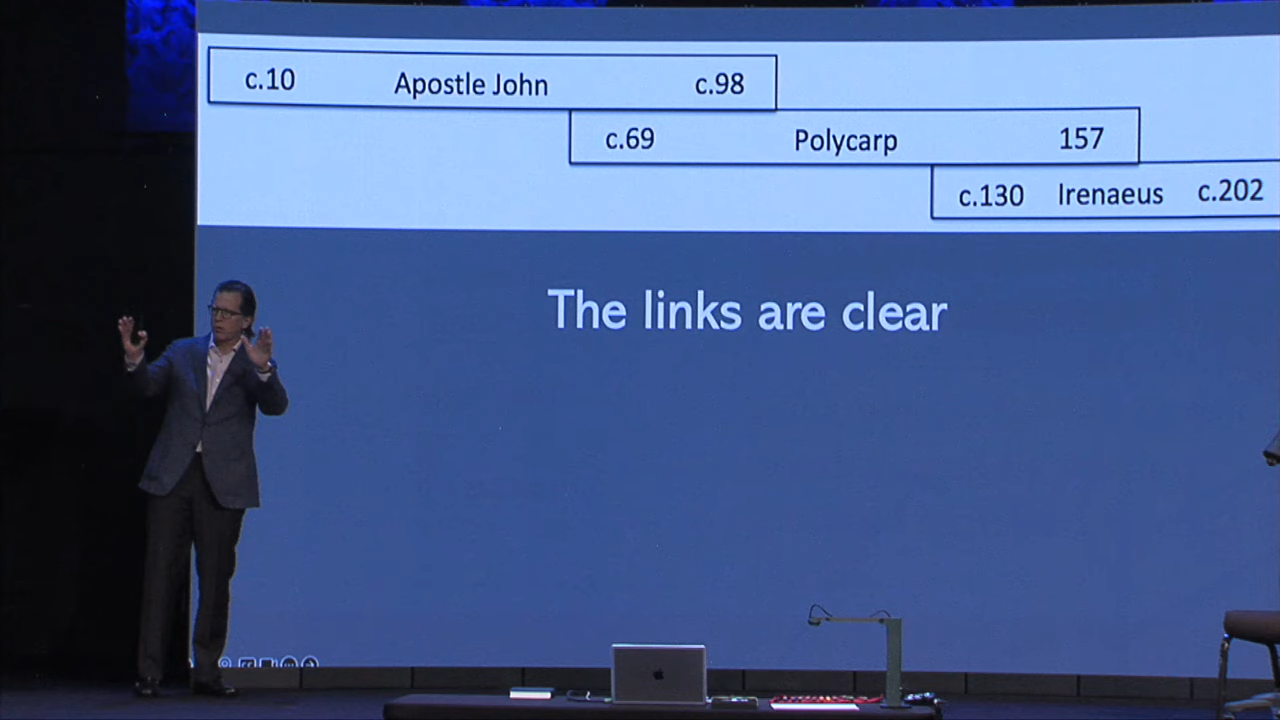 c.10 Apostle John c.98
c.69 Polycarp 157
c.130 Irenaeus c.202
The links are clear